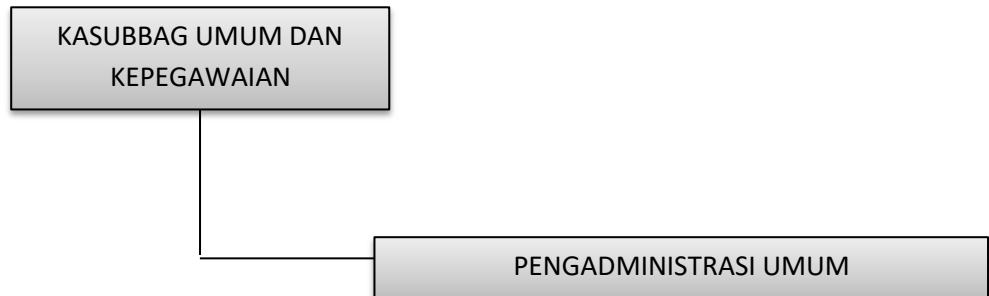 KASUBBAG UMUM DAN
KEPEGAWAIAN
PENGADMINISTRASI UMUM